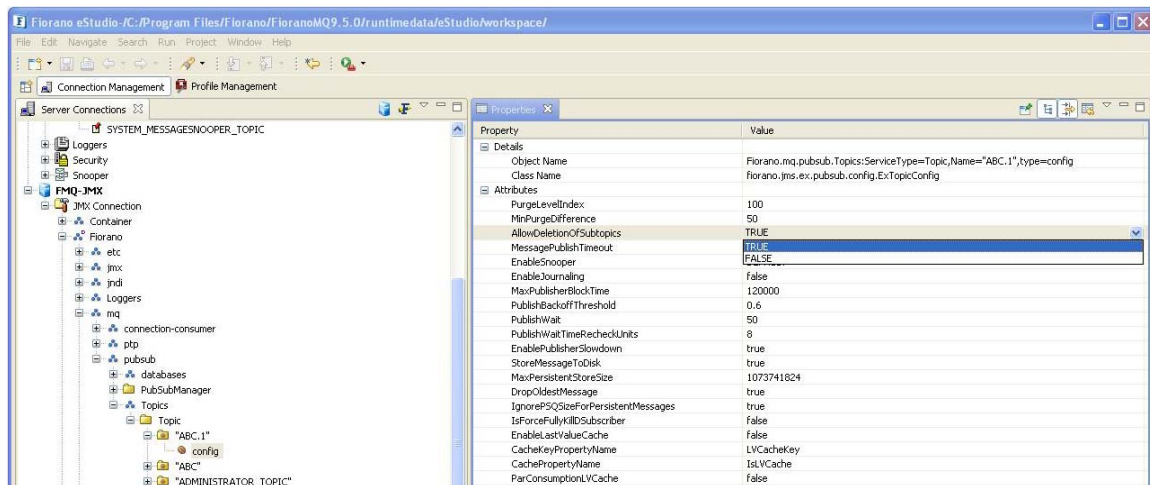 Fiorano eStudio-/C:/Program Files/Fiorano/FioranoMQ9.5.0/runtimedata/eStudio/workspace/
File Edit Navigate Search Run Project Window Help
Connection Management Profile Management
Server Connections
SYSTEM_MESSAGESNOOPER_TOPIC
Loggers
Security
Snooper
FMQ-JMX
JMX Connection
Container
Fiorano
etc
jmx
jndi
Loggers
mq
connection-consumer
ptp
pubsub
databases
PubSubManager
Topics
Topic
"ABC.1"
config
"ABC"
"ADMINISTRATOR_TOPIC"
Properties
Property Value
Details
Object Name Fiorano.mq.pubsub.Topics:ServiceType=Topic,Name="ABC.1",type=config
Class Name fiorano.jms.ex.pubsub.config.ExTopicConfig
Attributes
PurgeLevelIndex 100
MinPurgeDifference 50
AllowDeletionOfSubtopics TRUE
MessagePublishTimeout TRUE
EnableSnooper FALSE
EnableJournaling false
MaxPublisherBlockTime 120000
PublishBackoffThreshold 0.6
PublishWait 50
PublishWaitTimeRecheckUnits 8
EnablePublisherSlowdown true
StoreMessageToDisk true
MaxPersistentStoreSize 1073741824
DropOldestMessage true
IgnorePSQSizeForPersistentMessages true
IsForceFullyKillDSubscriber false
EnableLastValueCache false
CacheKeyPropertyName LVCacheKey
CachePropertyName IsLVCache
ParConsumptionLVCache false